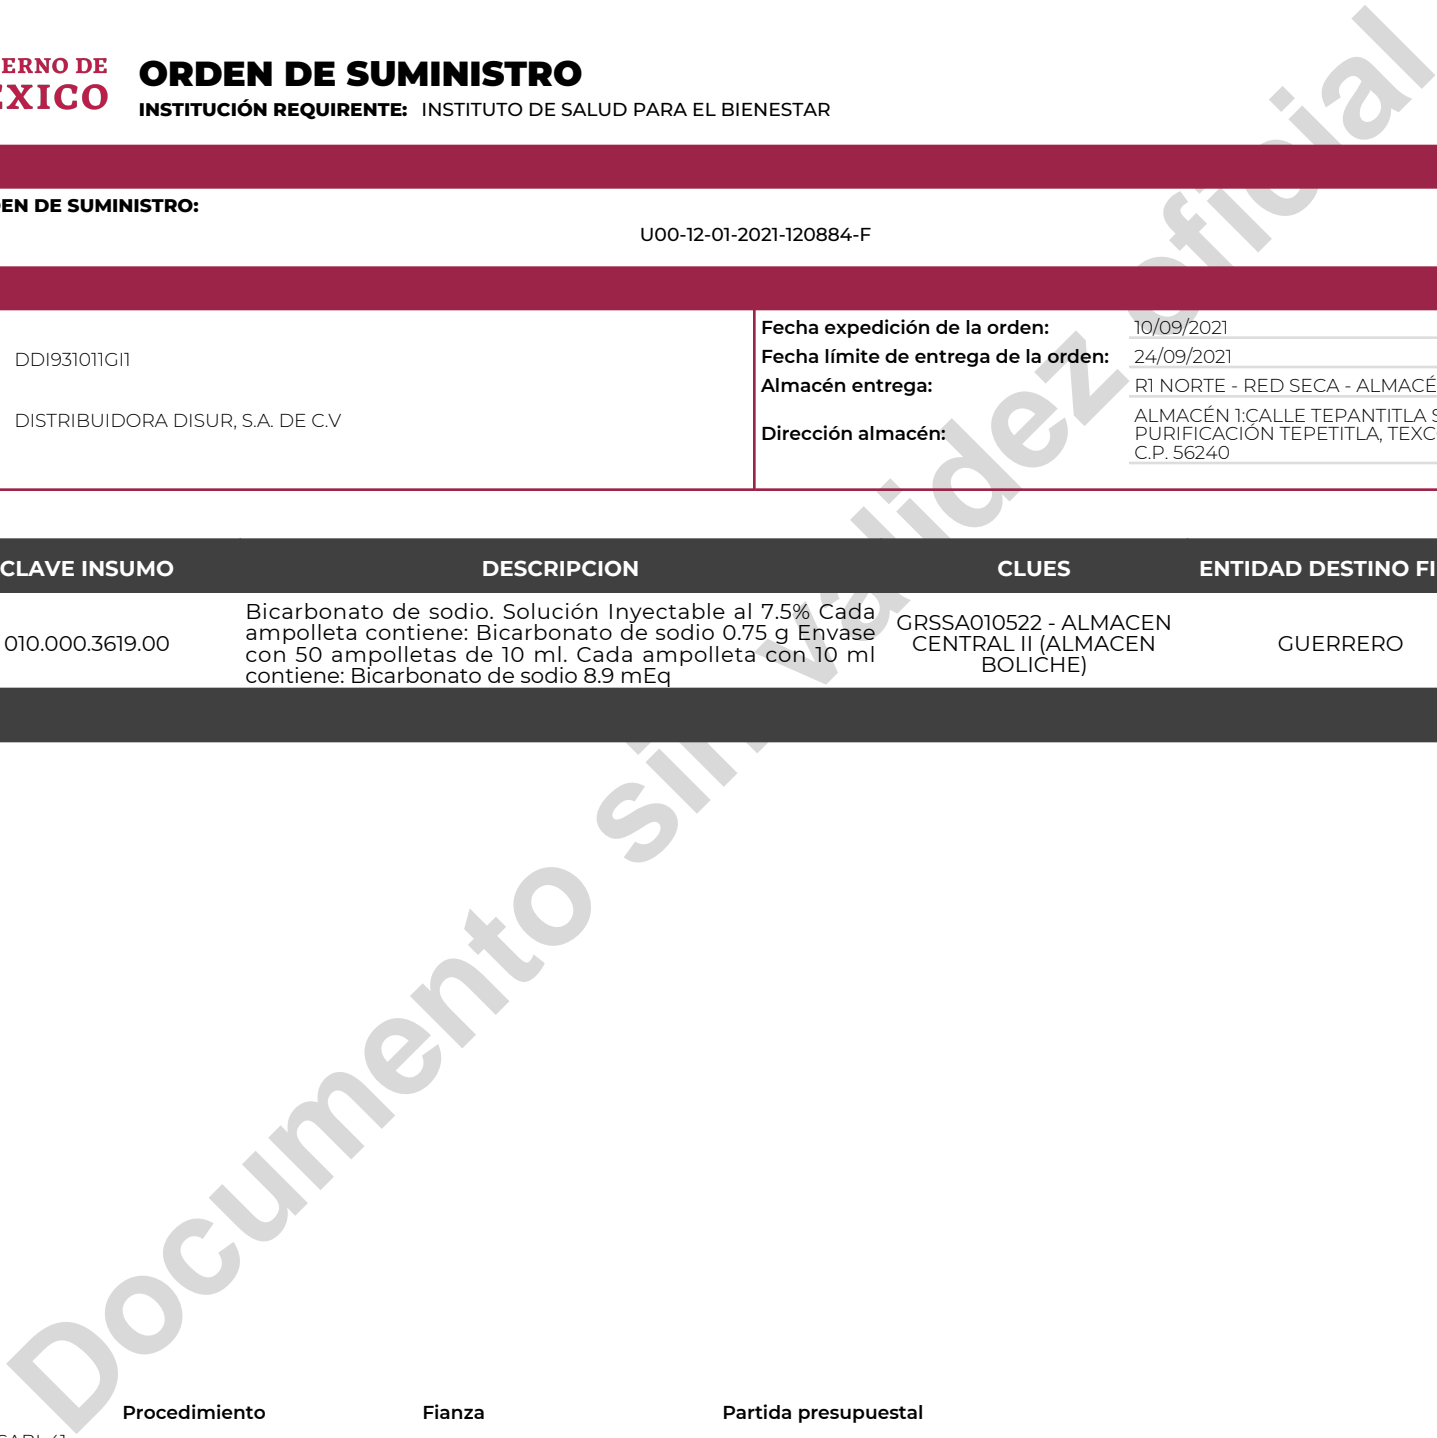 ERNO DE
EXICO
ORDEN DE SUMINISTRO
INSTITUCIÓN REQUIRENTE: INSTITUTO DE SALUD PARA EL BIENESTAR
EN DE SUMINISTRO:
U00-12-01-2021-120884-F
DDI931011GI1
DISTRIBUIDORA DISUR, S.A. DE C.V
Fecha expedición de la orden: 10/09/2021
Fecha límite de entrega de la orden: 24/09/2021
Almacén entrega: R1 NORTE - RED SECA - ALMACÉ
Dirección almacén: ALMACÉN 1:CALLE TEPANTITLA S
PURIFICACIÓN TEPETITLA, TEXC
C.P. 56240
CLAVE INSUMO DESCRIPCION CLUES ENTIDAD DESTINO FI
010.000.3619.00
Bicarbonato de sodio. Solución Inyectable al 7.5% Cada
ampolleta contiene: Bicarbonato de sodio 0.75 g Envase
con 50 ampolletas de 10 ml. Cada ampolleta con 10 ml
contiene: Bicarbonato de sodio 8.9 mEq
GRSSA010522 - ALMACEN
CENTRAL II (ALMACEN
BOLICHE)
GUERRERO
Documento sin validez oficial
Procedimiento Fianza Partida presupuestal